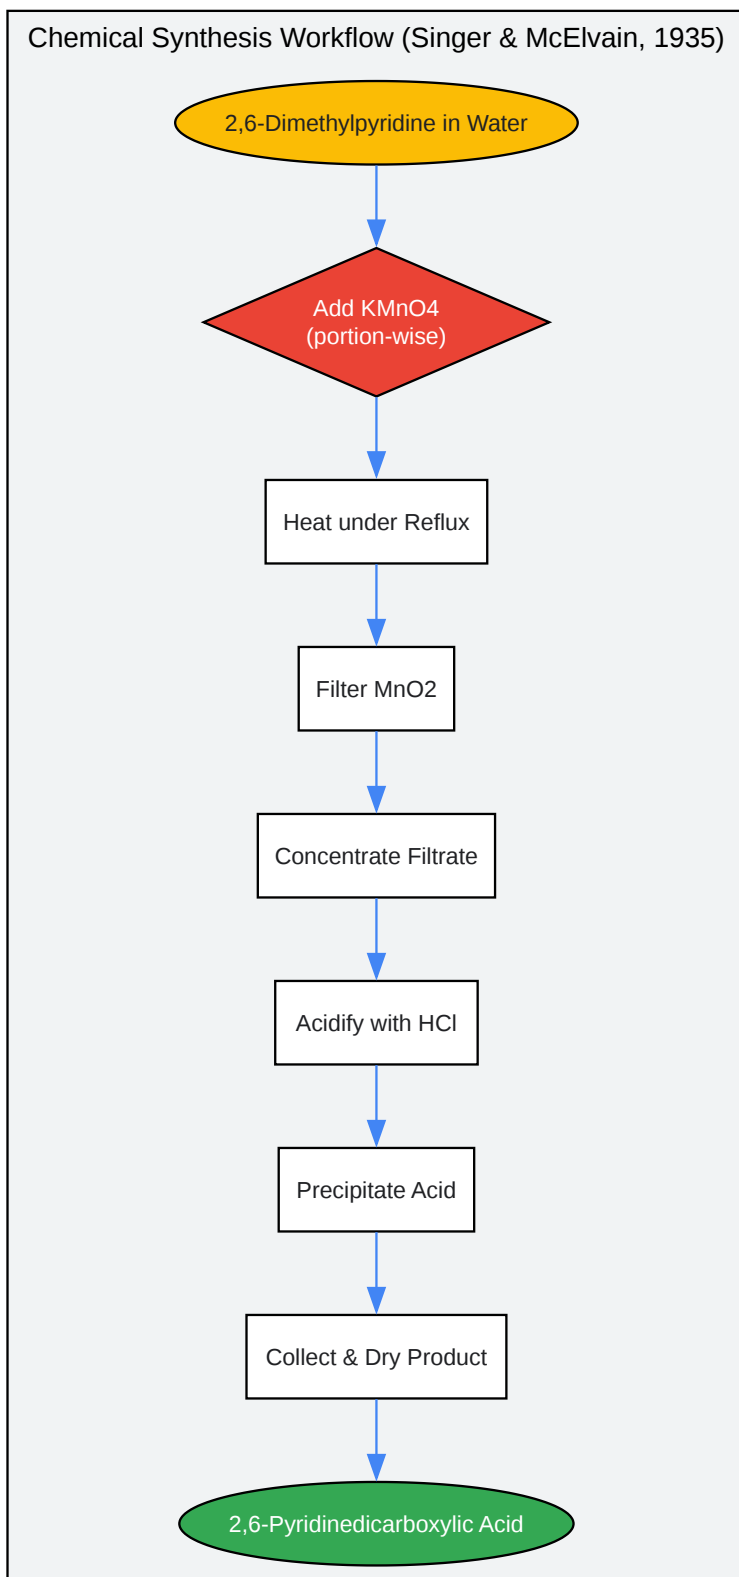 Chemical Synthesis Workflow (Singer & McElvain, 1935)
2,6-Dimethylpyridine in Water
Add KMnO4
(portion-wise)
Heat under Reflux
Filter MnO2
Concentrate Filtrate
Acidify with HCl
Precipitate Acid
Collect & Dry Product
2,6-Pyridinedicarboxylic Acid